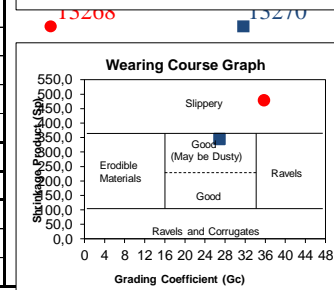 13268 13270
Wearing Course Graph
Shrinkage Product (Sp)
550,0
500,0
450,0
400,0
350,0
300,0
250,0
200,0
150,0
100,0
50,0
0,0
Slippery
Good
(May be Dusty)
Erodible
Materials
Ravels
Good
Ravels and Corrugates
0 4 8 12 16 20 24 28 32 36 40 44 48
Grading Coefficient (Gc)